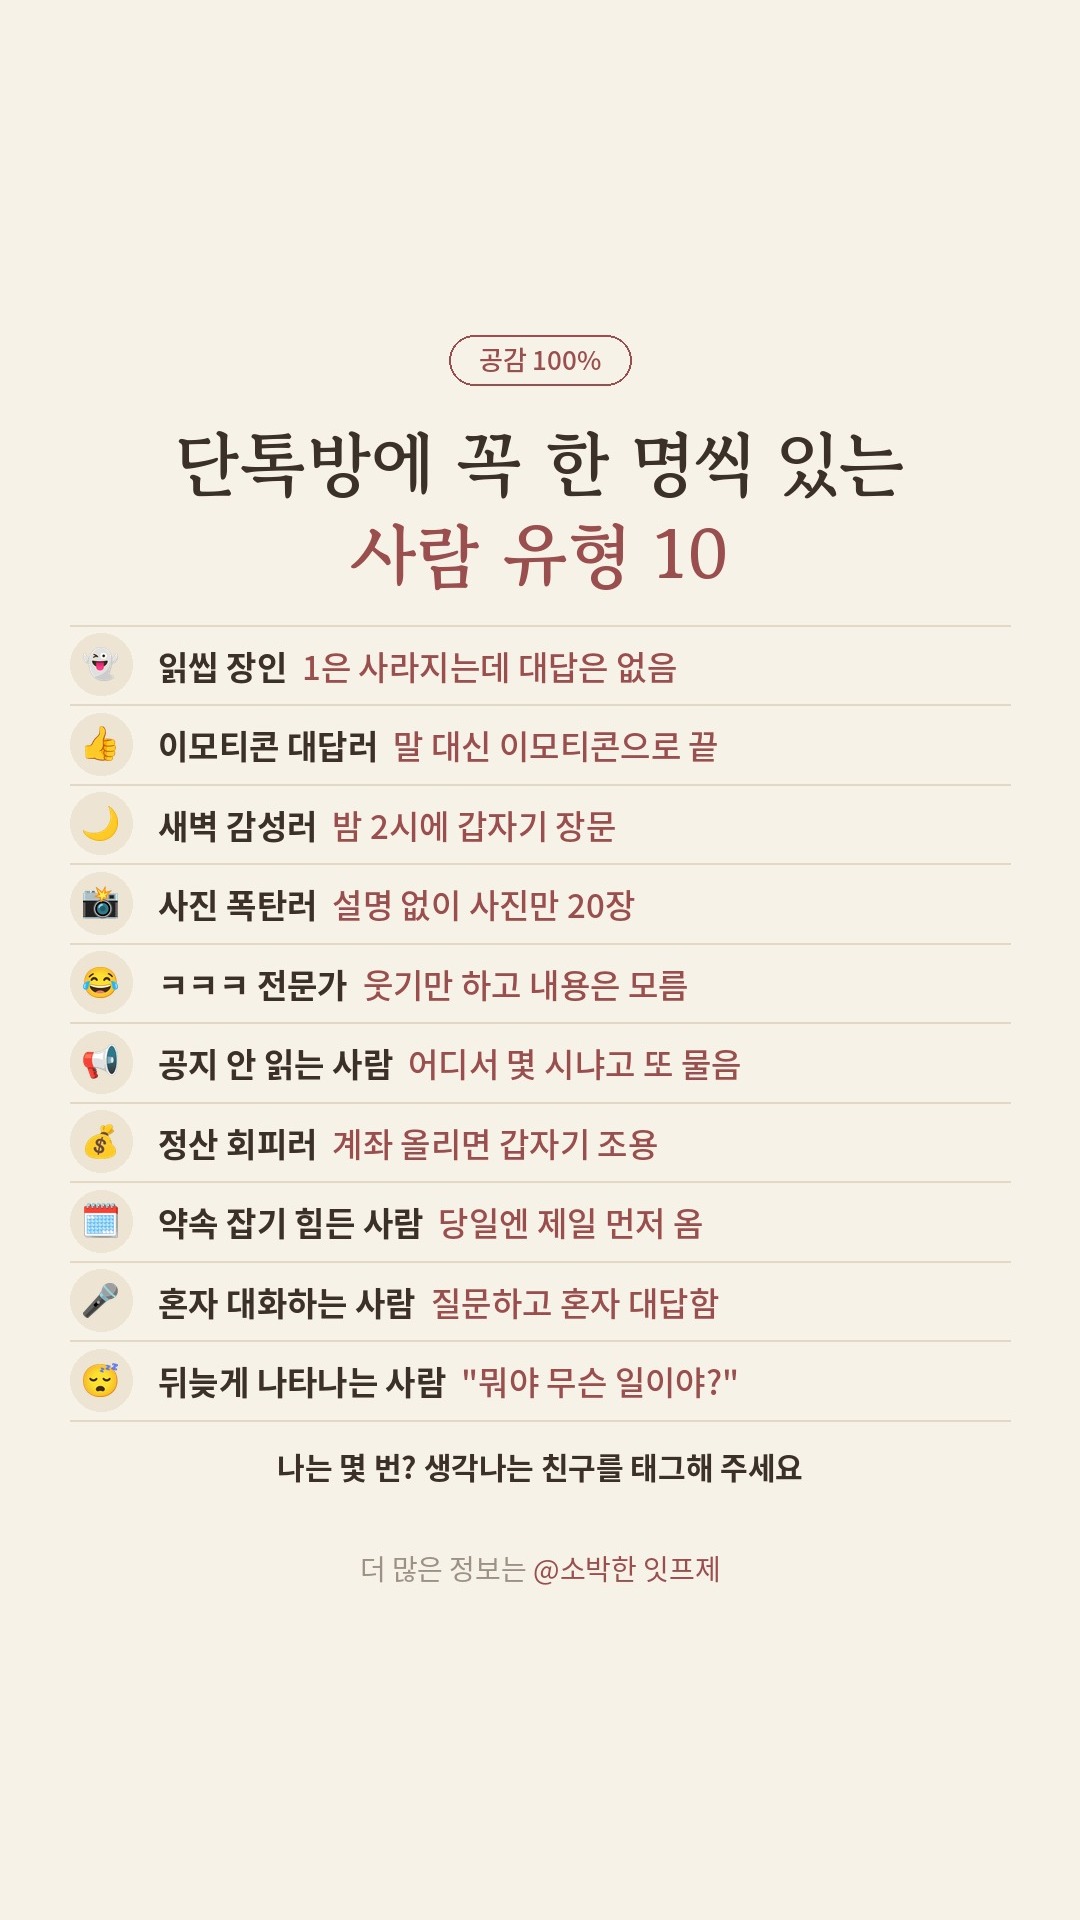 공감 100%
단톡방에 꼭 한 명씩 있는
사람 유형 10
읽씹 장인 1은 사라지는데 대답은 없음
이모티콘 대답러 말 대신 이모티콘으로 끝
새벽 감성러 밤 2시에 갑자기 장문
사진 폭탄러 설명 없이 사진만 20장
ㅋㅋㅋ 전문가 웃기만 하고 내용은 모름
공지 안 읽는 사람 어디서 몇 시냐고 또 물음
정산 회피러 계좌 올리면 갑자기 조용
약속 잡기 힘든 사람 당일엔 제일 먼저 옴
혼자 대화하는 사람 질문하고 혼자 대답함
뒤늦게 나타나는 사람 "뭐야 무슨 일이야?"
나는 몇 번? 생각나는 친구를 태그해 주세요
더 많은 정보는 @소박한 잇프제